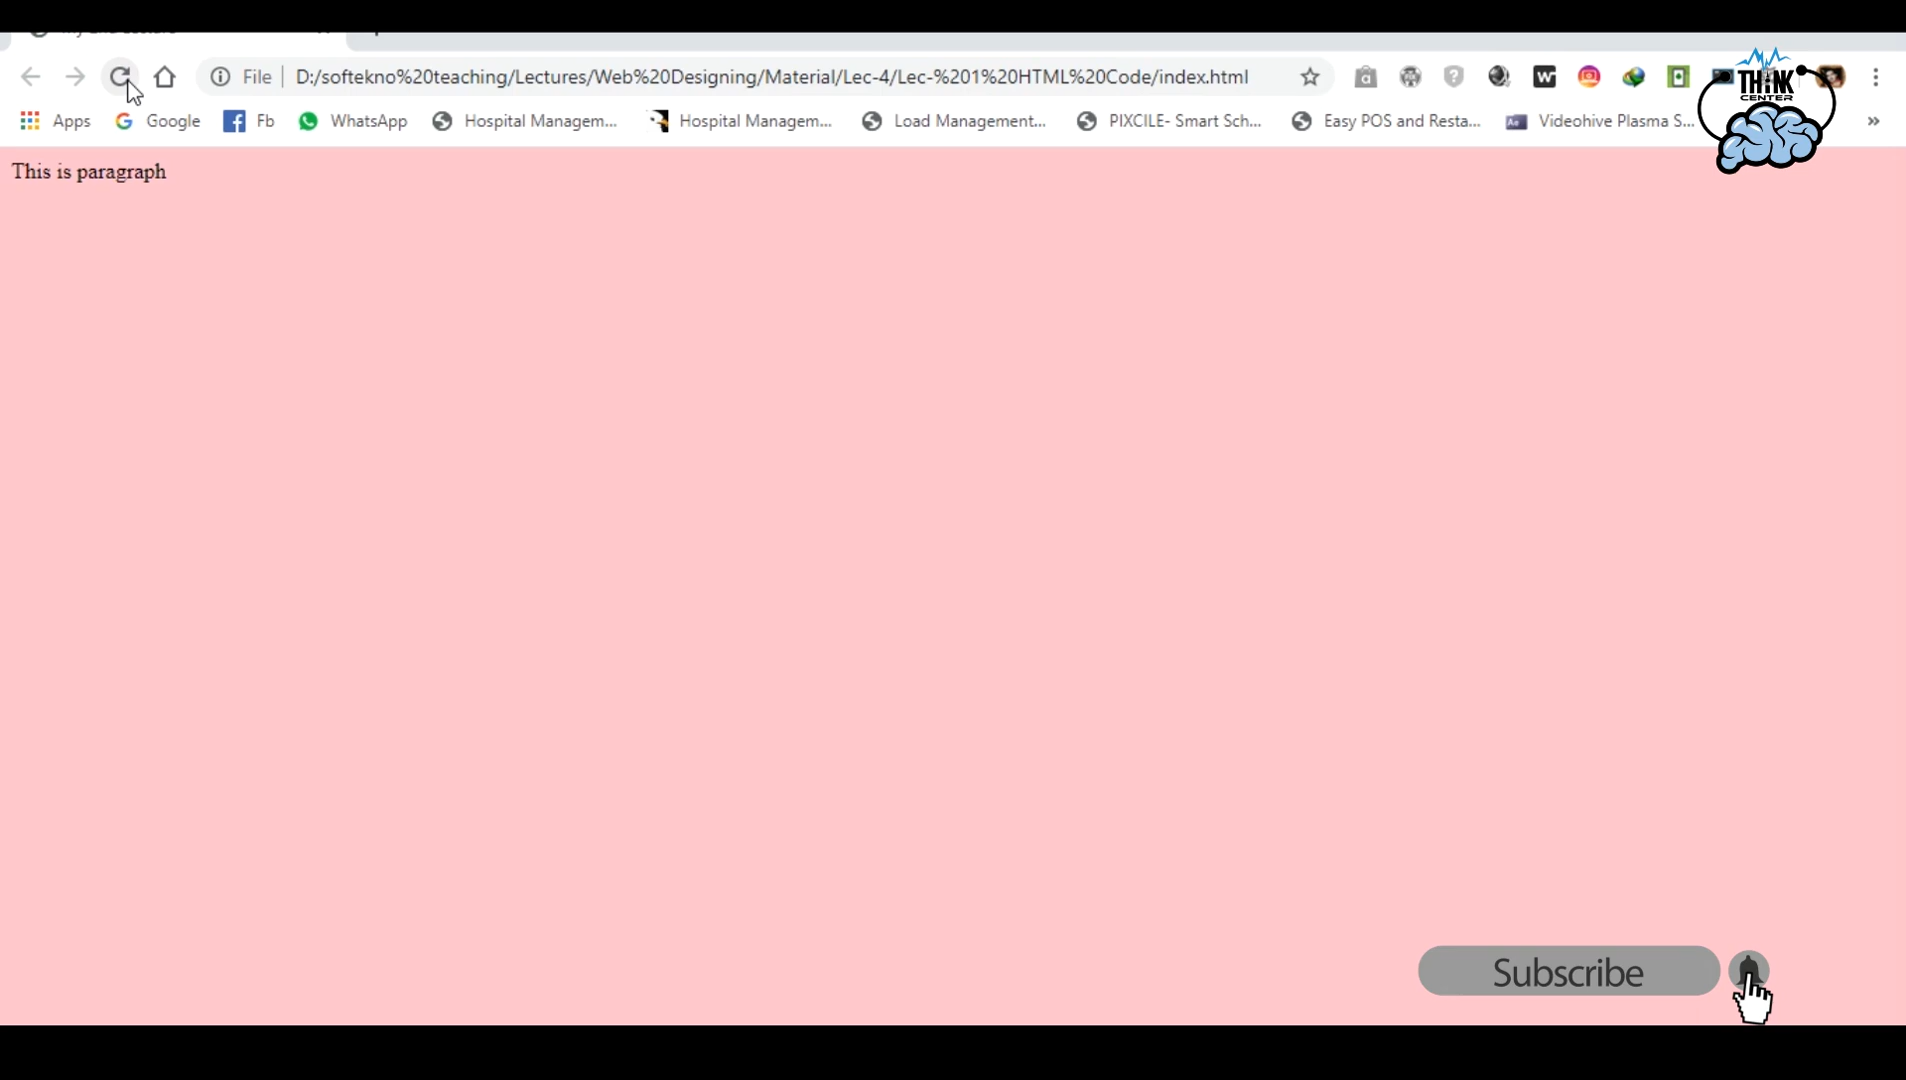 File D:/softekno%20teaching/Lectures/Web%20Designing/Material/Lec-4/Lec-%201%20HTML%20Code/index.html
Apps Google Fb WhatsApp Hospital Managem... Hospital Managem... Load Management... PIXCILE- Smart Sch... Easy POS and Resta... Ae Videohive Plasma S... »
THiNK
CENTER
This is paragraph
Subscribe